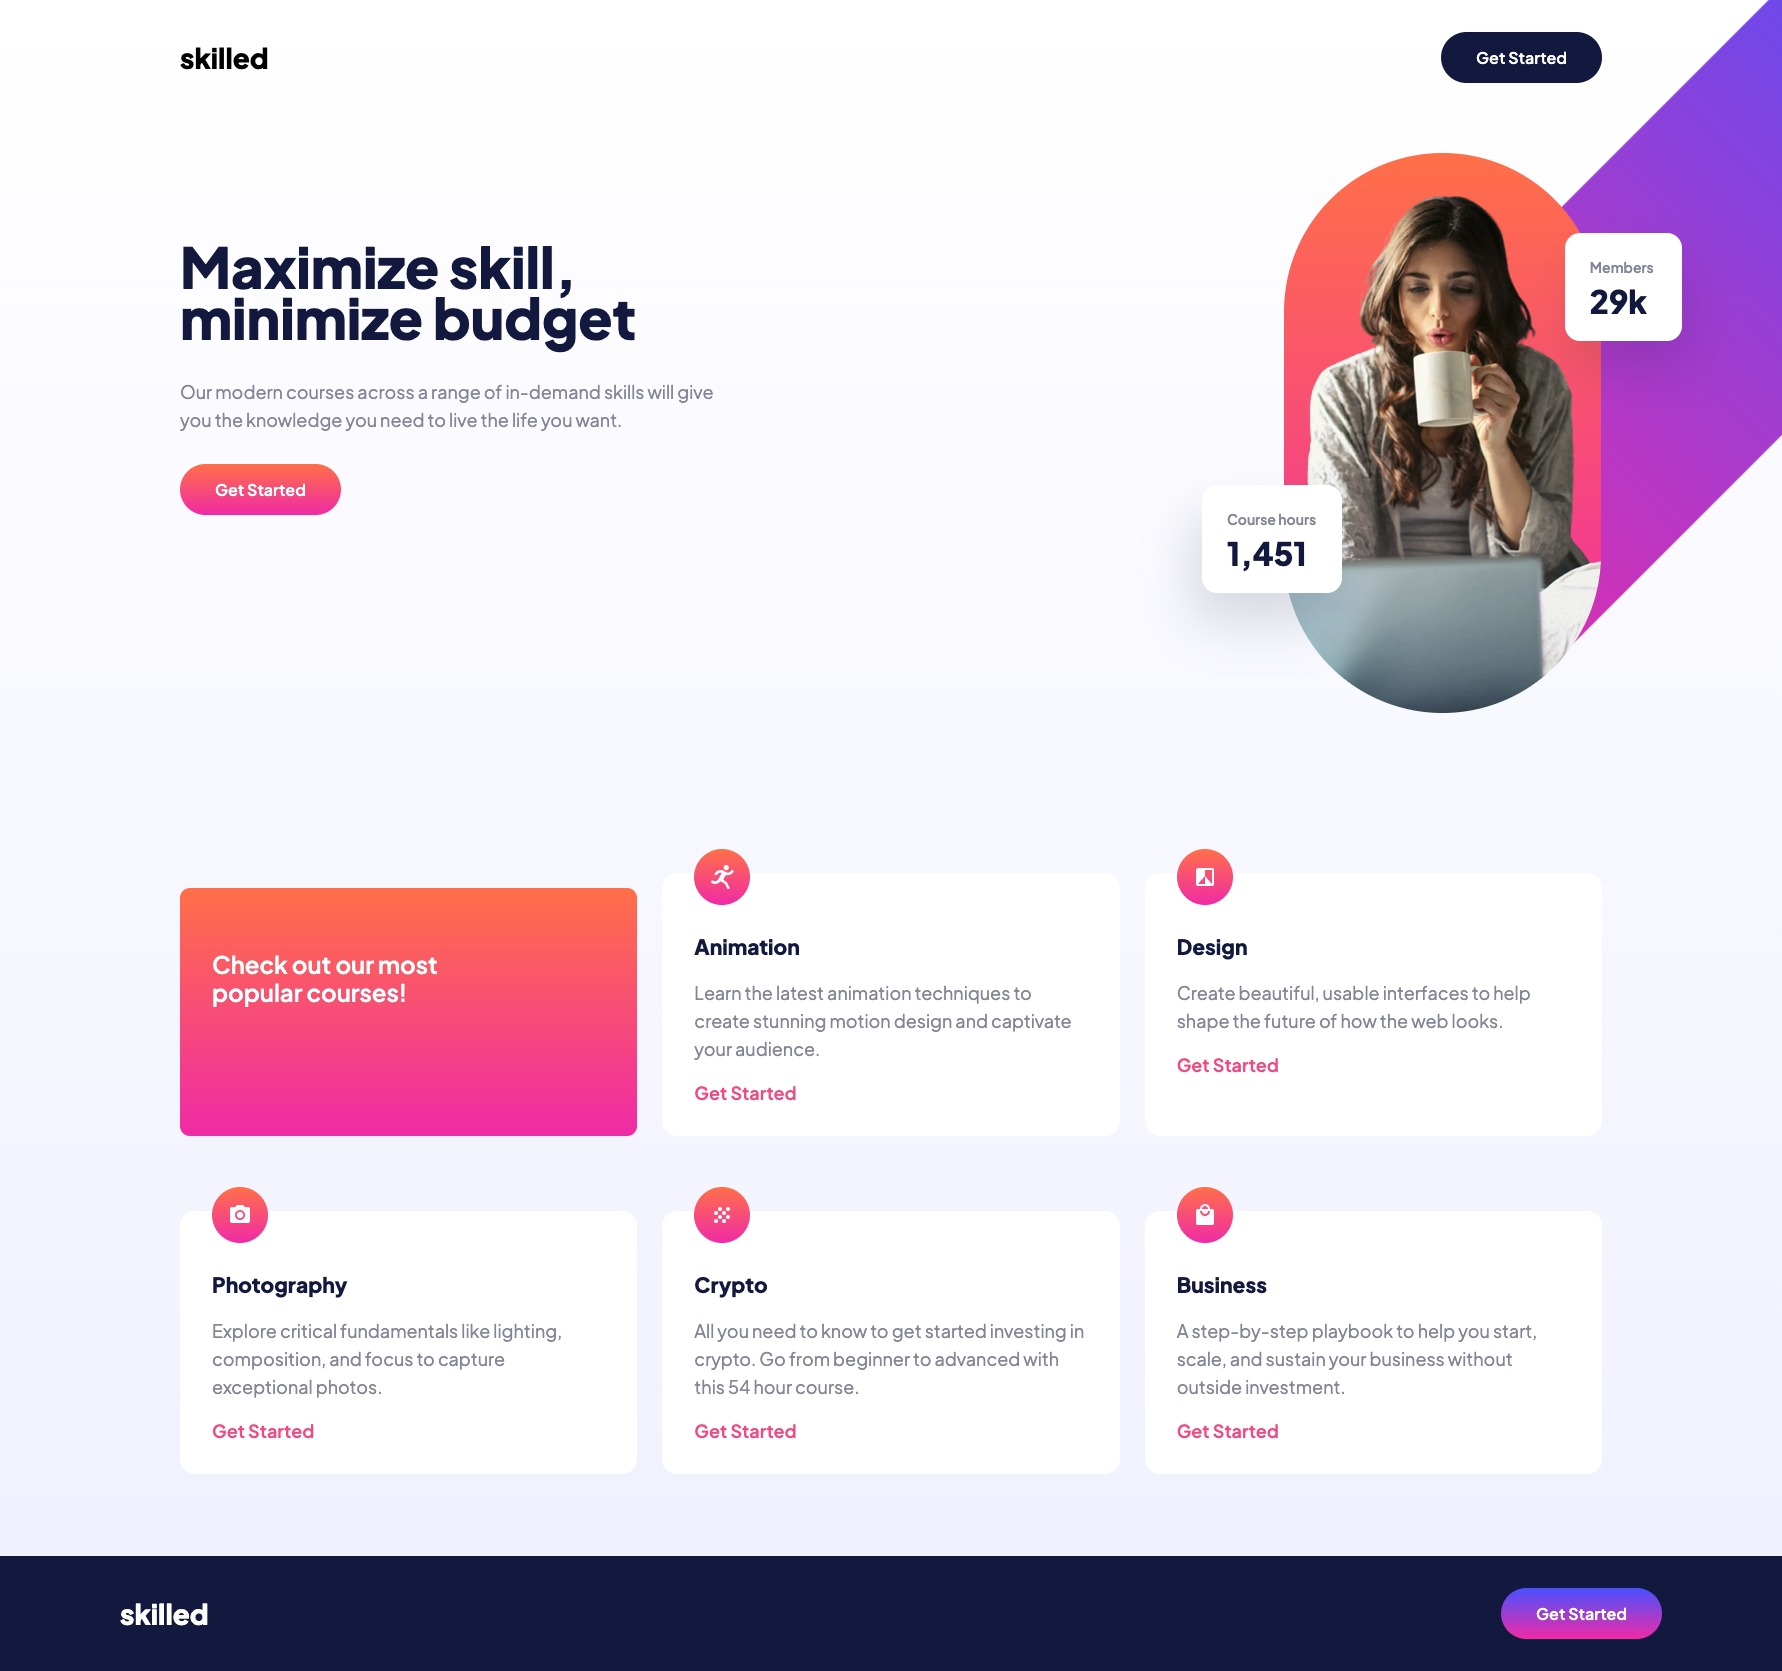 skilled
Get Started
Maximize skill,
minimize budget
Our modern courses across a range of in-demand skills will give
you the knowledge you need to live the life you want.
Get Started
Members
29k
Course hours
1,451
Check out our most
popular courses!
Animation
Learn the latest animation techniques to
create stunning motion design and captivate
your audience.
Get Started
Design
Create beautiful, usable interfaces to help
shape the future of how the web looks.
Get Started
Photography
Explore critical fundamentals like lighting,
composition, and focus to capture
exceptional photos.
Get Started
Crypto
All you need to know to get started investing in
crypto. Go from beginner to advanced with
this 54 hour course.
Get Started
Business
A step-by-step playbook to help you start,
scale, and sustain your business without
outside investment.
Get Started
skilled
Get Started